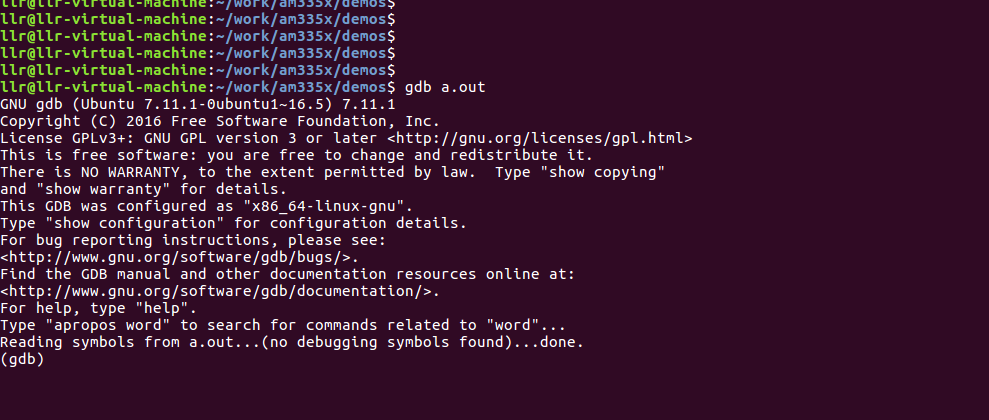 llr@llr-virtual-machine:~/work/am335x/demos$
llr@llr-virtual-machine:~/work/am335x/demos$
llr@llr-virtual-machine:~/work/am335x/demos$
llr@llr-virtual-machine:~/work/am335x/demos$
llr@llr-virtual-machine:~/work/am335x/demos$
llr@llr-virtual-machine:~/work/am335x/demos$ gdb a.out
GNU gdb (Ubuntu 7.11.1-0ubuntu1~16.5) 7.11.1
Copyright (C) 2016 Free Software Foundation, Inc.
License GPLv3+: GNU GPL version 3 or later <http://gnu.org/licenses/gpl.html>
This is free software: you are free to change and redistribute it.
There is NO WARRANTY, to the extent permitted by law.  Type "show copying"
and "show warranty" for details.
This GDB was configured as "x86_64-linux-gnu".
Type "show configuration" for configuration details.
For bug reporting instructions, please see:
<http://www.gnu.org/software/gdb/bugs/>.
Find the GDB manual and other documentation resources online at:
<http://www.gnu.org/software/gdb/documentation/>.
For help, type "help".
Type "apropos word" to search for commands related to "word"...
Reading symbols from a.out...(no debugging symbols found)...done.
(gdb)